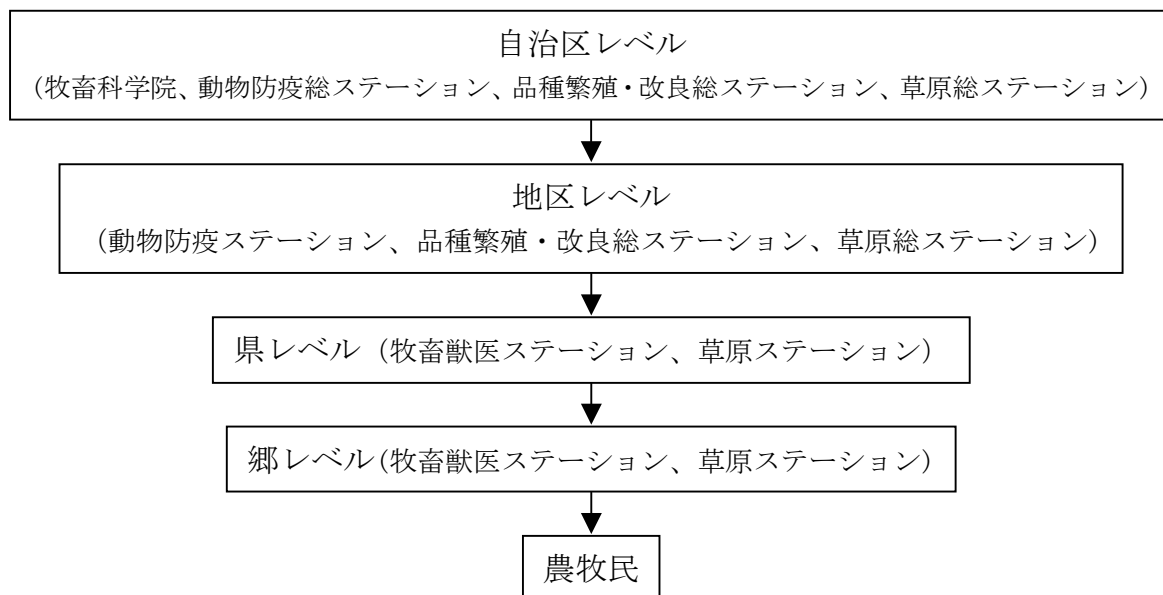 自治区レベル
（牧畜科学院、動物防疫総ステーション、品種繁殖・改良総ステーション、草原総ステーション）
地区レベル
（動物防疫ステーション、品種繁殖・改良総ステーション、草原総ステーション）
県レベル（牧畜獣医ステーション、草原ステーション）
郷レベル（牧畜獣医ステーション、草原ステーション）
農牧民